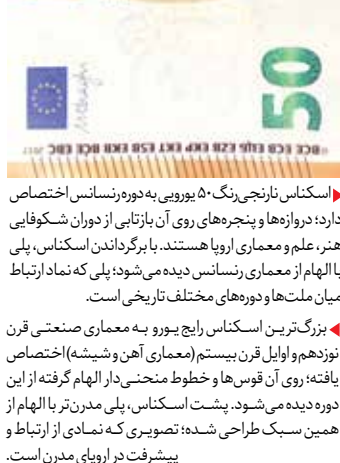 50
◀اسکناس نارنجی‌رنگ ۵۰ یورویی به دوره رنسانس اختصاص
دارد؛ دروازه‌ها و پنجره‌های روی آن بازتابی از دوران شکوفایی
هنر، علم و معماری اروپا هستند. با برگرداندن اسکناس، پلی
با الهام از معماری رنسانس دیده می‌شود؛ پلی که نماد ارتباط
میان ملت‌ها و دوره‌های مختلف تاریخی است.
◀ بزرگ‌ترین اسکناس رایج یورو به معماری صنعتی قرن
نوزدهم و اوایل قرن بیستم (معماری آهن و شیشه) اختصاص
یافته؛ روی آن قوس‌ها و خطوط منحنی‌دار الهام گرفته از این
دوره دیده می‌شود. پشت اسکناس، پلی مدرن‌تر با الهام از
همین سبک طراحی شده؛ تصویری که نمادی از ارتباط و
پیشرفت در اروپای مدرن است.